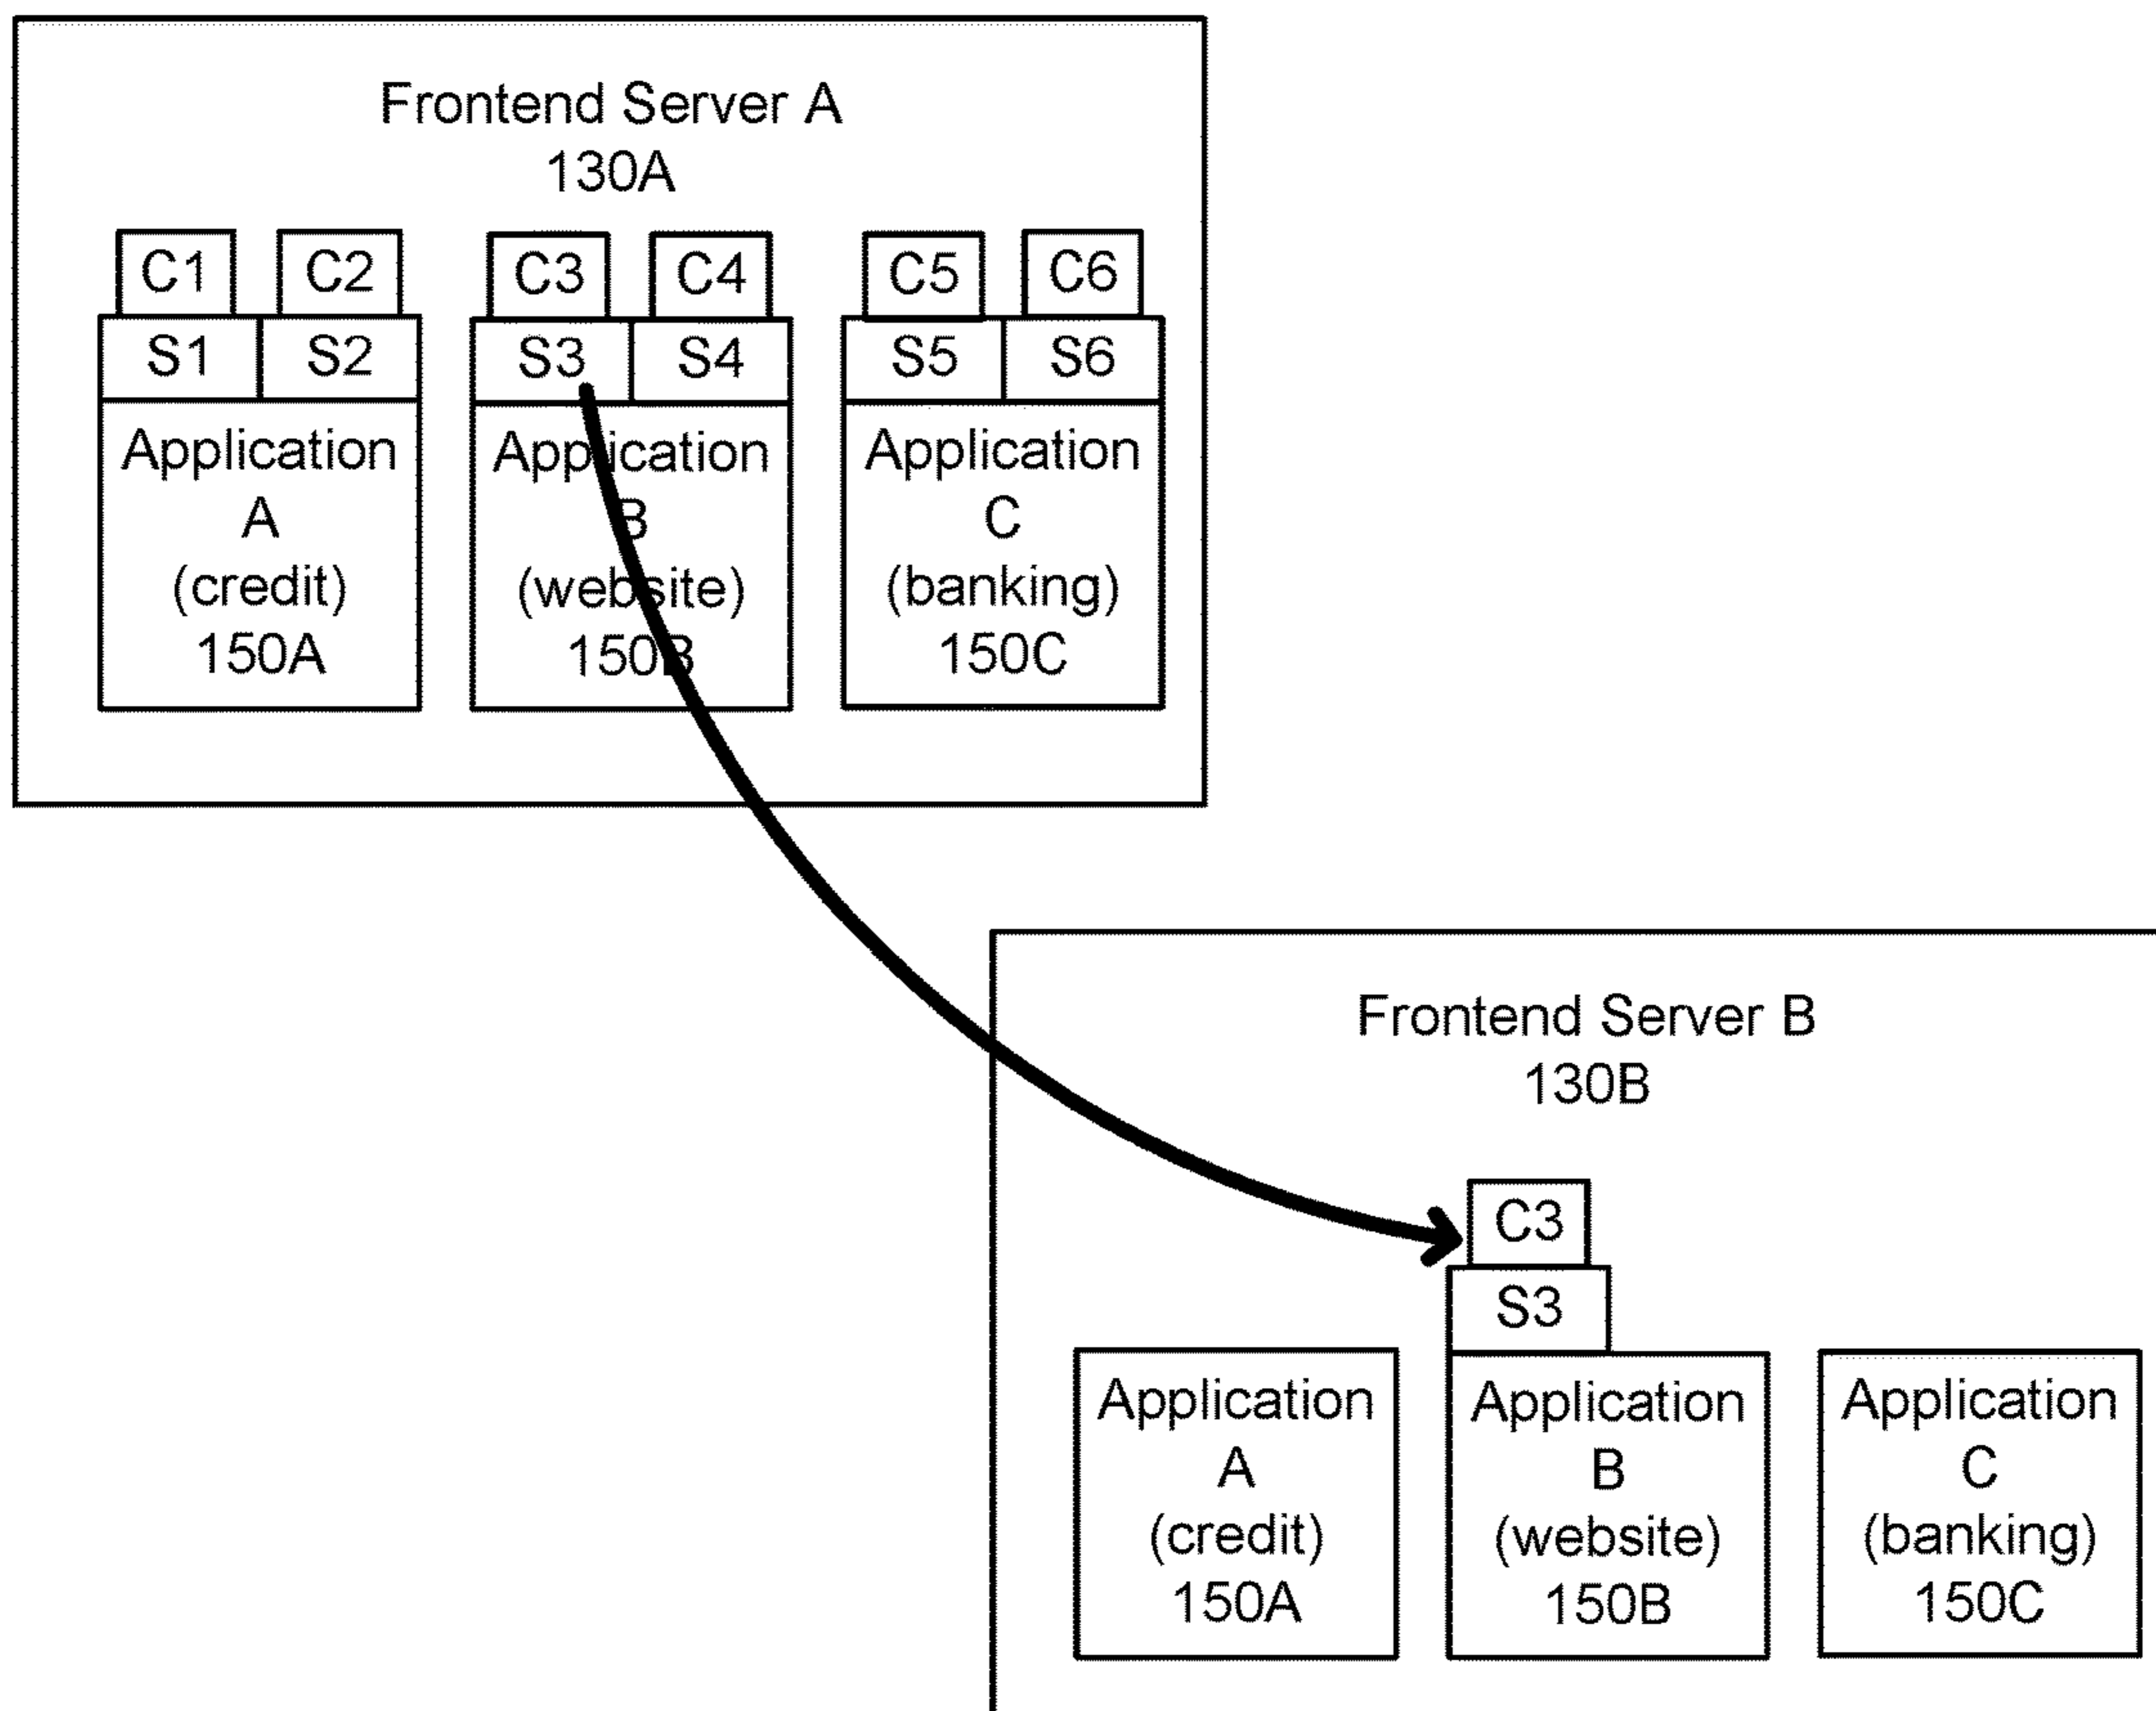 Frontend Server A
130A
C1 C2 C3 C4 C5 C6
S1 S2 S3 S4 S5 S6
Application
A
(credit)
150A
Application
B
(website)
150B
Application
C
(banking)
150C
Frontend Server B
130B
C3
S3
Application
A
(credit)
150A
Application
B
(website)
150B
Application
C
(banking)
150C